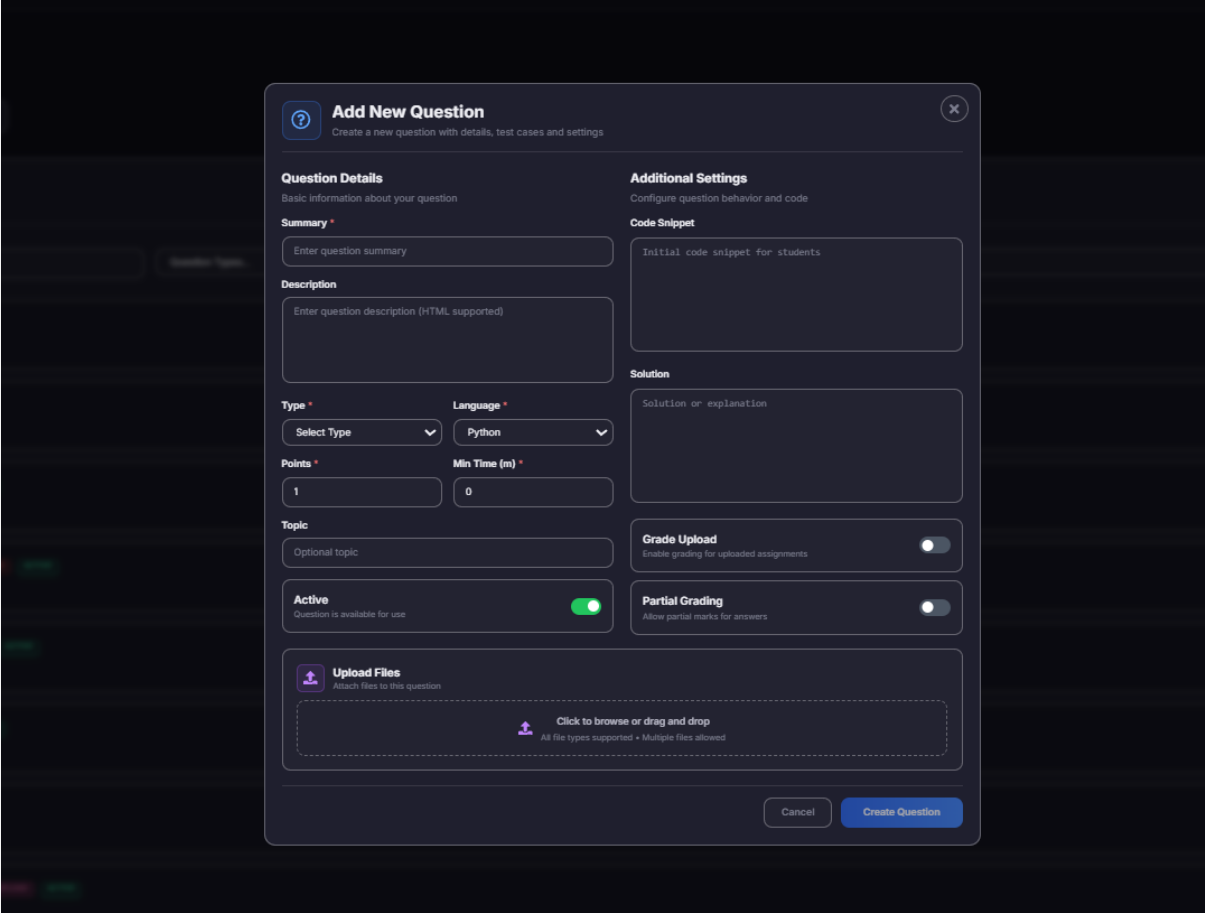 Add New Question
Create a new question with details, test cases and settings
Question Details
Basic information about your question
Summary *
Enter question summary
Description
Enter question description (HTML supported)
Type *
Language *
Select Type
Python
Points *
Min Time (m) *
1
0
Topic
Optional topic
Active
Question is available for use
Additional Settings
Configure question behavior and code
Code Snippet
Initial code snippet for students
Solution
Solution or explanation
Grade Upload
Enable grading for uploaded assignments
Partial Grading
Allow partial marks for answers
Upload Files
Attach files to this question
Click to browse or drag and drop
All file types supported • Multiple files allowed
Cancel
Create Question